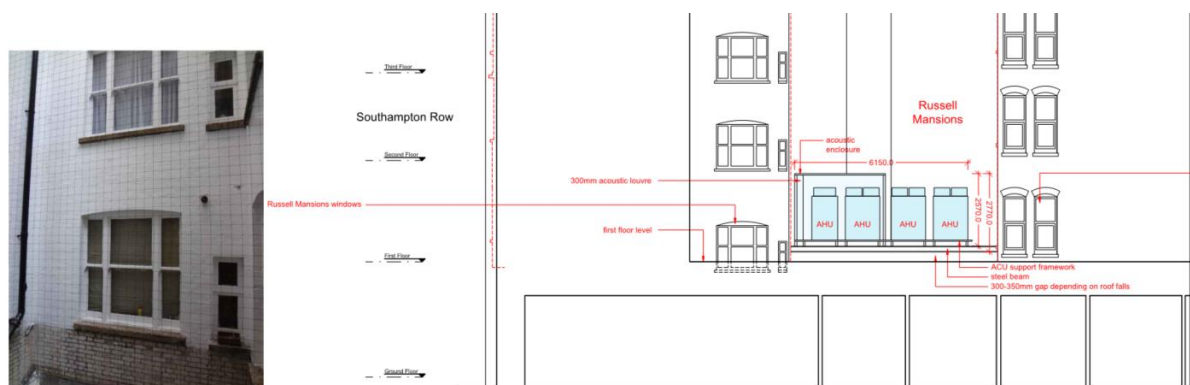 Third Floor
Southampton Row
Second Floor
Russell Mansions windows
First Floor
Ground Floor
Russell
Mansions
acoustic
enclosure
6150.0
300mm acoustic louvre
AHU
AHU
AHU
AHU
2570.0
2770.0
first floor level
ACU support framework
steel beam
300-350mm gap depending on roof falls